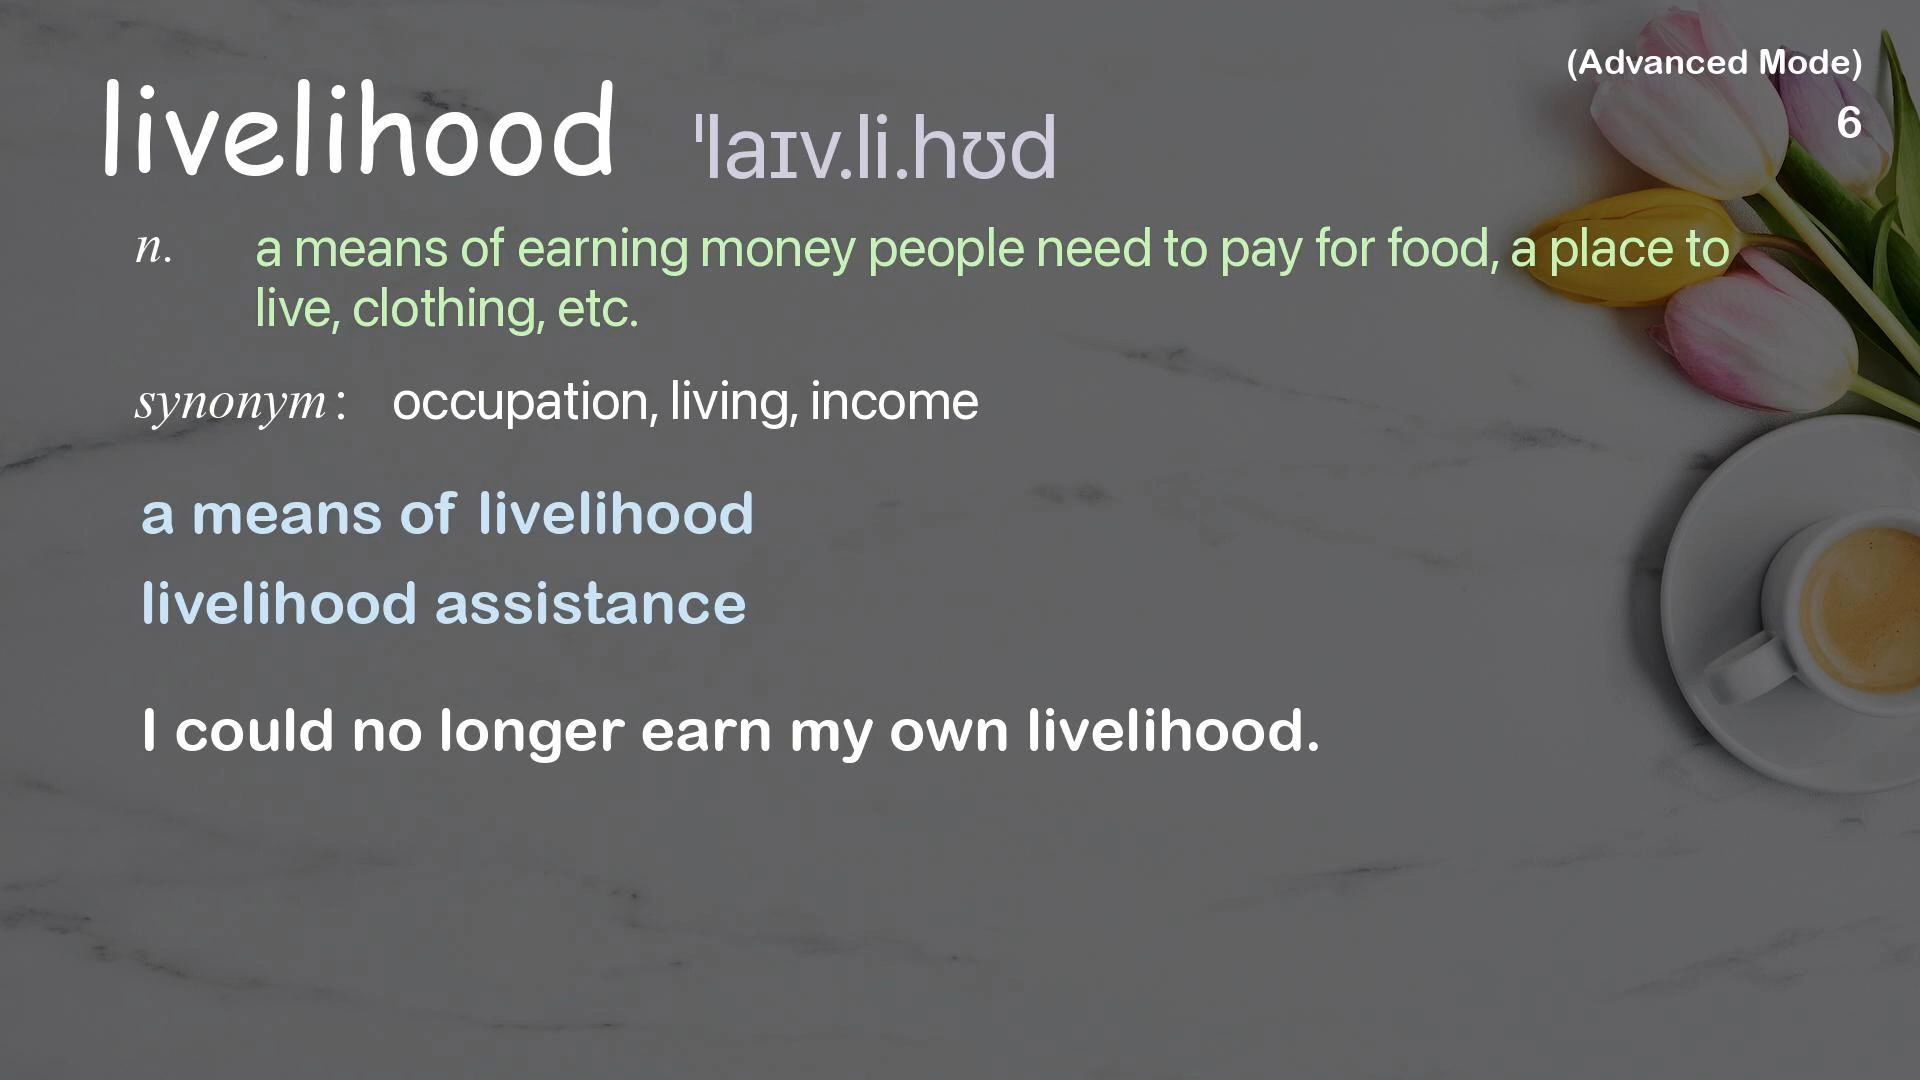 (Advanced Mode)
6
livelihood ˈlaɪv.li.hʊd
n. a means of earning money people need to pay for food, a place to
live, clothing, etc.
synonym: occupation, living, income
a means of livelihood
livelihood assistance
I could no longer earn my own livelihood.